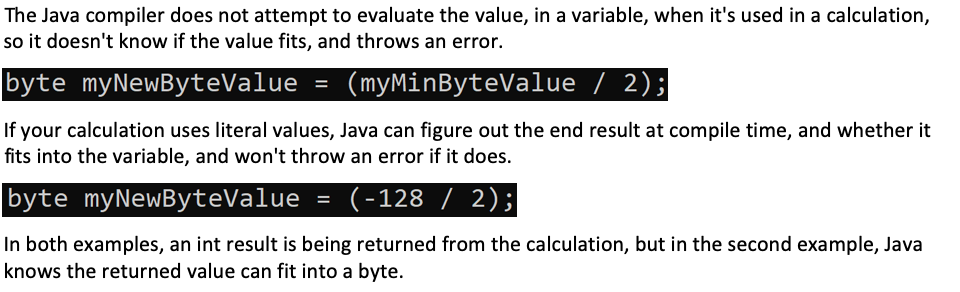 The Java compiler does not attempt to evaluate the value, in a variable, when it's used in a calculation,
so it doesn't know if the value fits, and throws an error.
byte myNewByteValue = (myMinByteValue / 2);
If your calculation uses literal values, Java can figure out the end result at compile time, and whether it
fits into the variable, and won't throw an error if it does.
byte myNewByteValue = (-128 / 2);
In both examples, an int result is being returned from the calculation, but in the second example, Java
knows the returned value can fit into a byte.